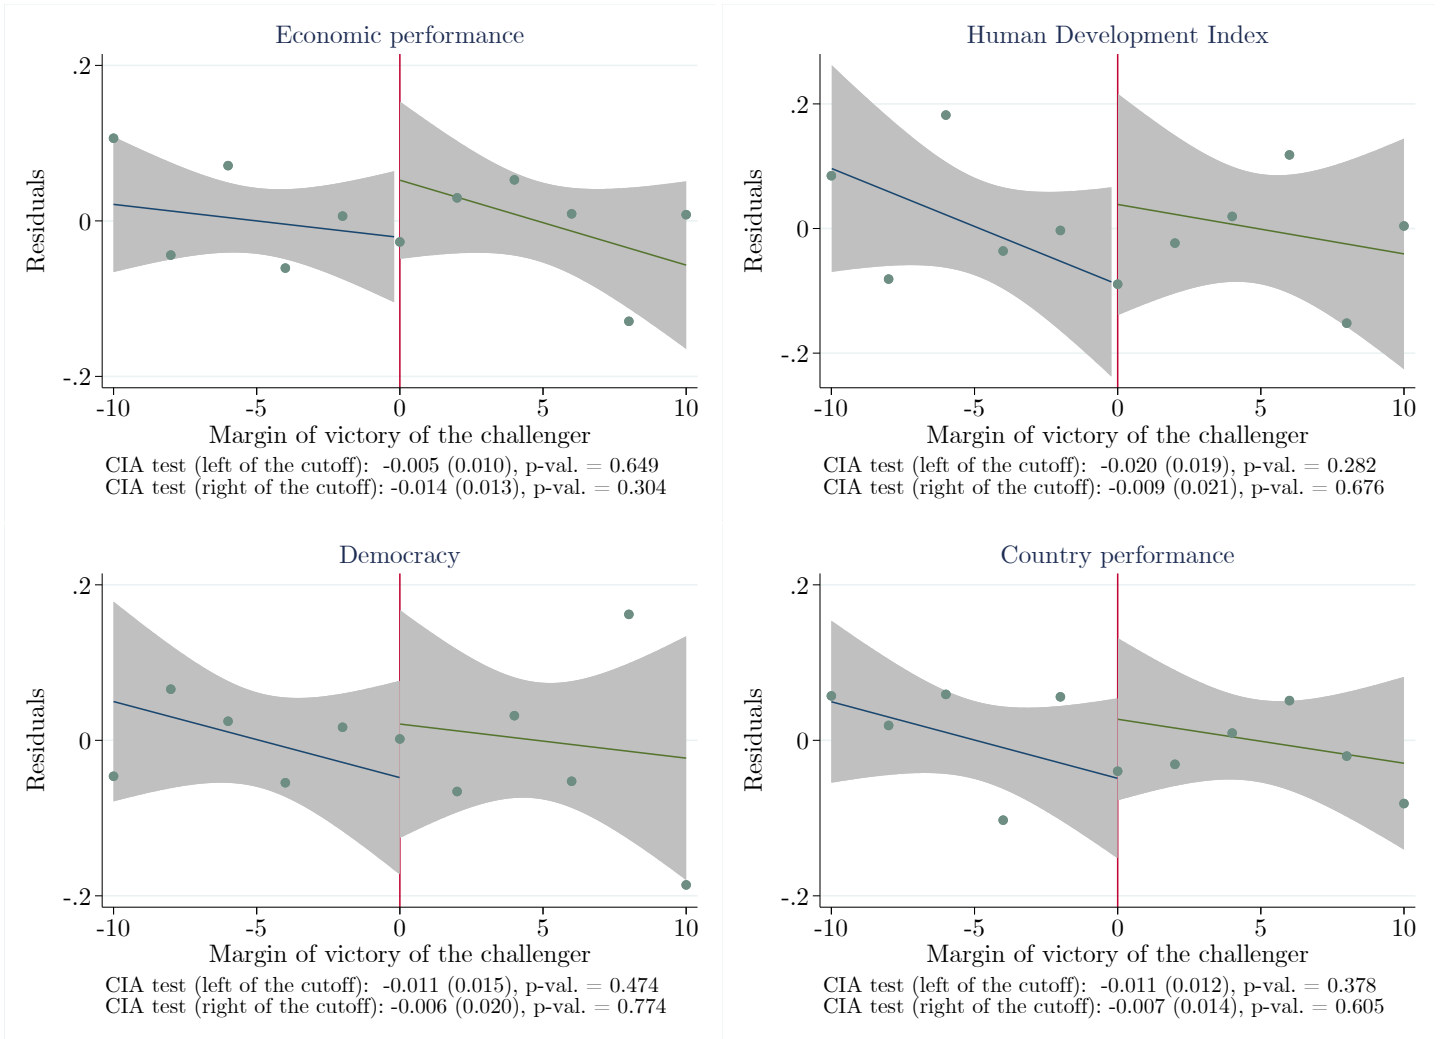 Economic performance
.2
0
-.2
Residuals
-10 -5 0 5 10
Margin of victory of the challenger
CIA test (left of the cutoff): -0.005 (0.010), p-val. = 0.649
CIA test (right of the cutoff): -0.014 (0.013), p-val. = 0.304
Human Development Index
.2
0
-.2
Residuals
-10 -5 0 5 10
Margin of victory of the challenger
CIA test (left of the cutoff): -0.020 (0.019), p-val. = 0.282
CIA test (right of the cutoff): -0.009 (0.021), p-val. = 0.676
Democracy
.2
0
-.2
Residuals
-10 -5 0 5 10
Margin of victory of the challenger
CIA test (left of the cutoff): -0.011 (0.015), p-val. = 0.474
CIA test (right of the cutoff): -0.006 (0.020), p-val. = 0.774
Country performance
.2
0
-.2
Residuals
-10 -5 0 5 10
Margin of victory of the challenger
CIA test (left of the cutoff): -0.011 (0.012), p-val. = 0.378
CIA test (right of the cutoff): -0.007 (0.014), p-val. = 0.605